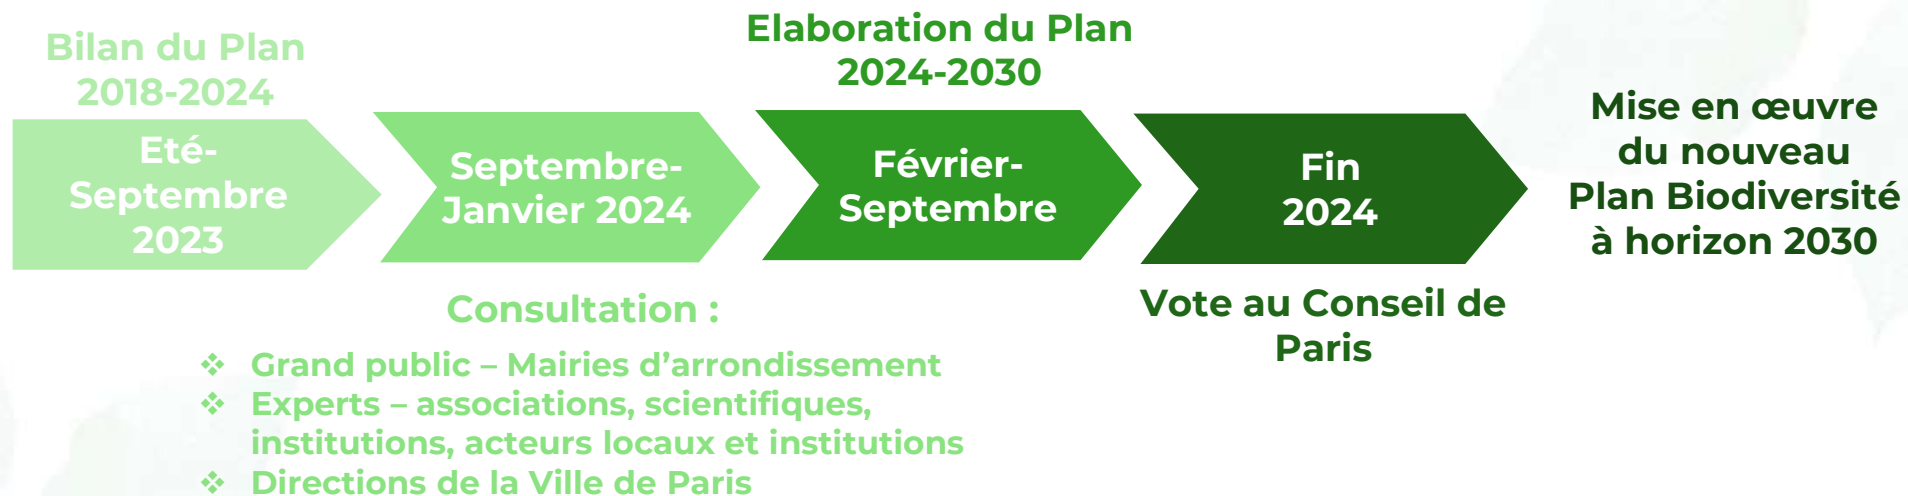 Bilan du Plan
2018-2024
Eté-
Septembre
2023
Septembre-
Janvier 2024
Consultation :
❖ Grand public – Mairies d’arrondissement
❖ Experts – associations, scientifiques,
institutions, acteurs locaux et institutions
❖ Directions de la Ville de Paris
Elaboration du Plan
2024-2030
Février-
Septembre
Fin
2024
Vote au Conseil de
Paris
Mise en œuvre
du nouveau
Plan Biodiversité
à horizon 2030